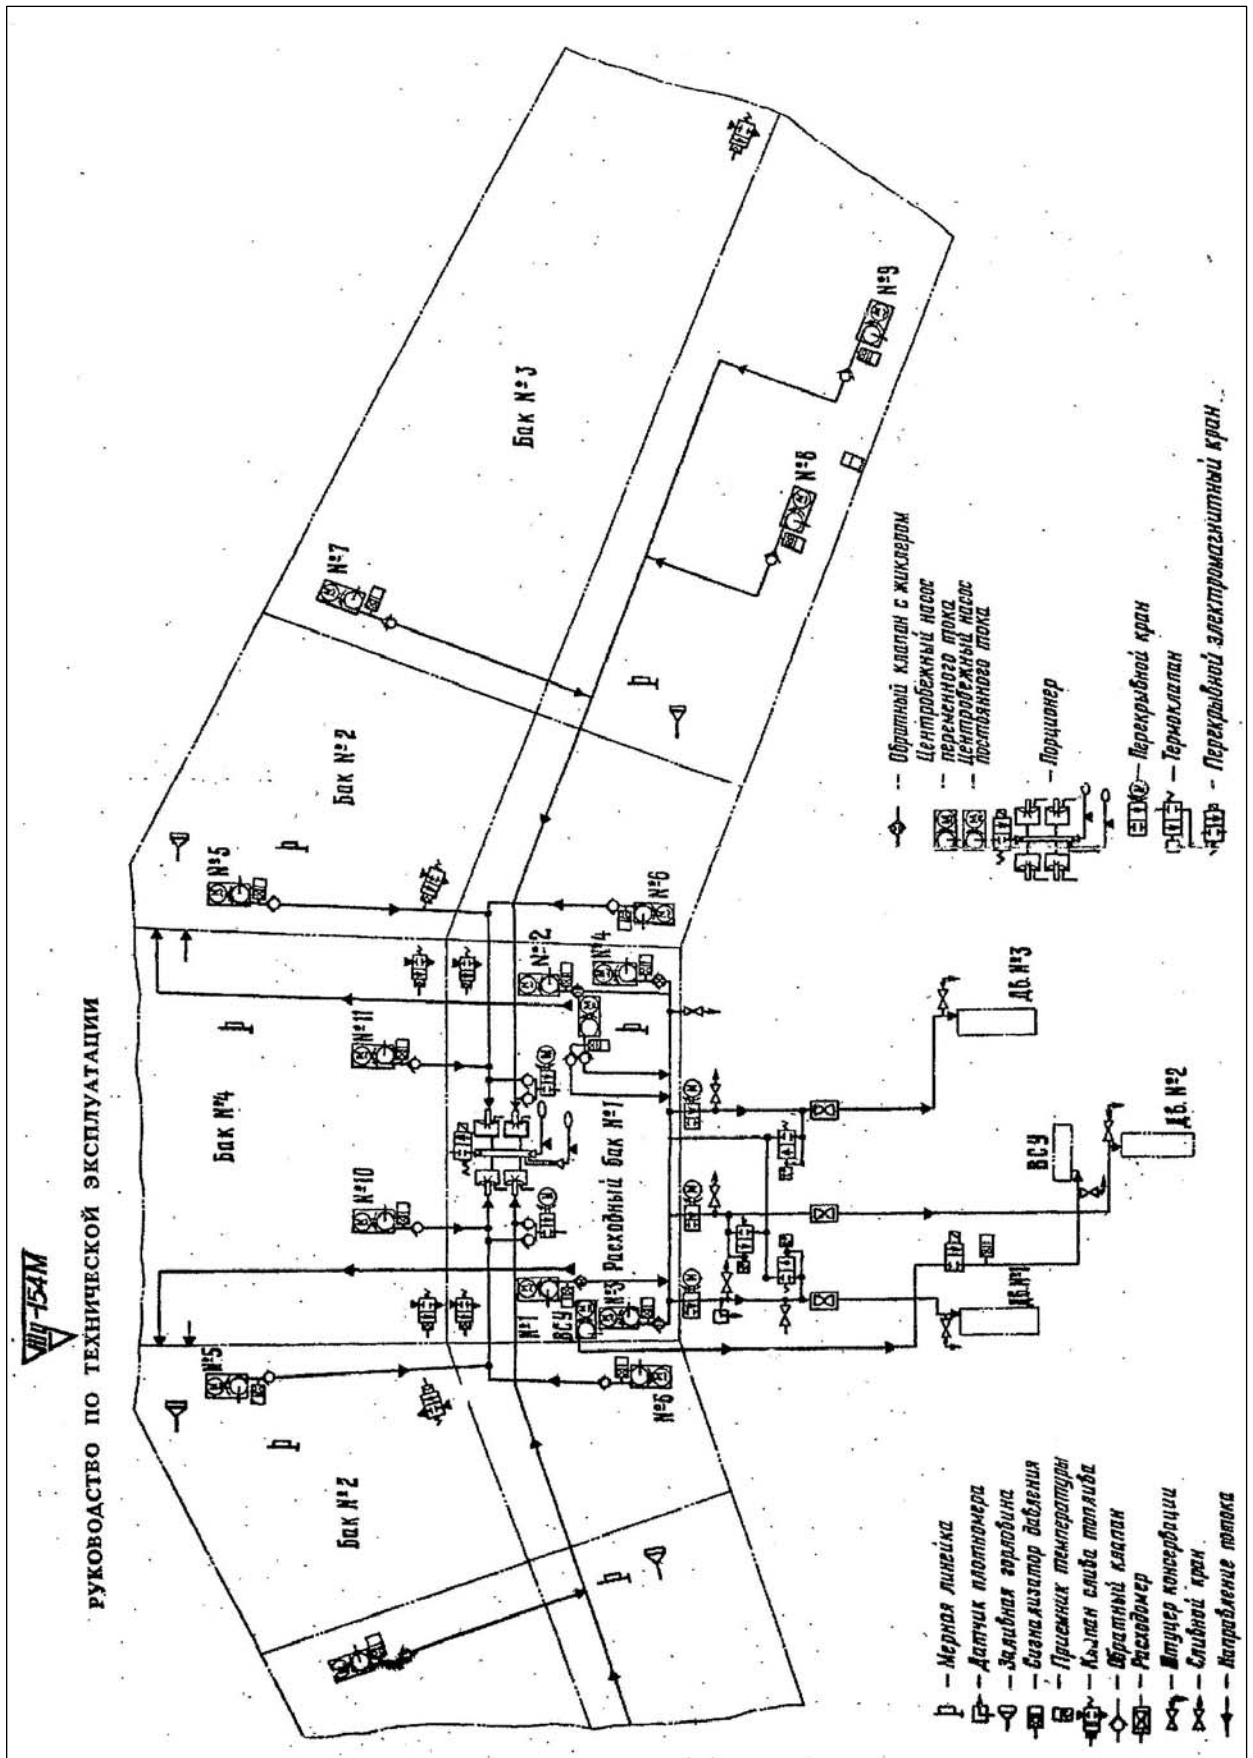 Ту-154М
РУКОВОДСТВО ПО ТЕХНИЧЕСКОЙ ЭКСПЛУАТАЦИИ
Бак №2
№5
№6
Бак №4
№10
№11
№1
ВСУ
№3
Расходный бак №1
№2
№4
№5
№6
Бак №2
№7
Бак №3
№8
№9
Дв.№1
ВСУ
Дв.№2
Дв.№3
– Мерная линейка
– Датчик плотномера
– Заливная горловина
– Сигнализатор давления
– Приемник температуры
– Клапан слива топлива
– Обратный клапан
– Расходомер
– Штуцер консервации
– Сливной кран
– Направление потока
– Обратный клапан с жиклером
Центробежный насос
– переменного тока
Центробежный насос
– постоянного тока
– Порционер
– Перекрывной кран
– Термоклапан
– Перекрывной электромагнитный кран